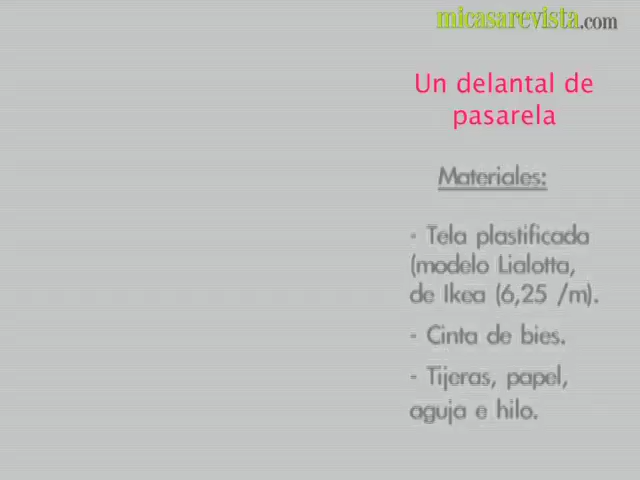 micasarevista.com
Un delantal de
pasarela
Materiales:
- Tela plastificada
(modelo Lialotta,
de Ikea (6,25 /m).
- Cinta de bies.
- Tijeras, papel,
aguja e hilo.